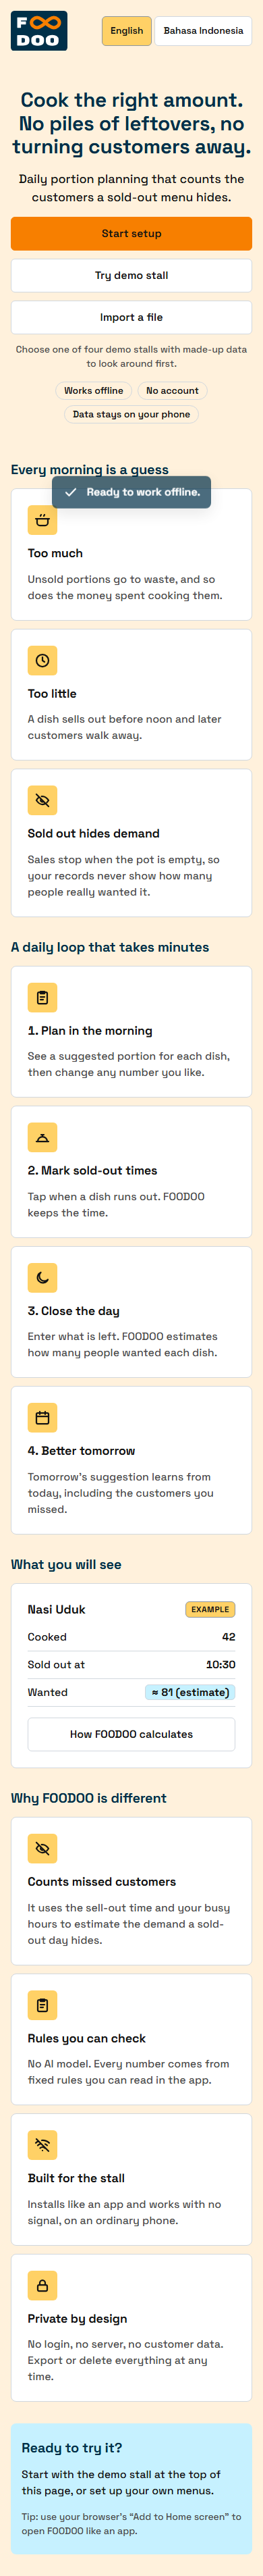 FOODOO
English
Bahasa Indonesia
Cook the right amount.
No piles of leftovers, no
turning customers away.
Daily portion planning that counts the
customers a sold-out menu hides.
Start setup
Try demo stall
Import a file
Choose one of four demo stalls with made-up data
to look around first.
Works offline
No account
Data stays on your phone
Every morning is a guess
Ready to work offline.
Too much
Unsold portions go to waste, and so
does the money spent cooking them.
Too little
A dish sells out before noon and later
customers walk away.
Sold out hides demand
Sales stop when the pot is empty, so
your records never show how many
people really wanted it.
A daily loop that takes minutes
1. Plan in the morning
See a suggested portion for each dish,
then change any number you like.
2. Mark sold-out times
Tap when a dish runs out. FOODOO
keeps the time.
3. Close the day
Enter what is left. FOODOO estimates
how many people wanted each dish.
4. Better tomorrow
Tomorrow's suggestion learns from
today, including the customers you
missed.
What you will see
Nasi Uduk
EXAMPLE
Cooked 42
Sold out at 10:30
Wanted ≈ 81 (estimate)
How FOODOO calculates
Why FOODOO is different
Counts missed customers
It uses the sell-out time and your busy
hours to estimate the demand a sold-
out day hides.
Rules you can check
No AI model. Every number comes from
fixed rules you can read in the app.
Built for the stall
Installs like an app and works with no
signal, on an ordinary phone.
Private by design
No login, no server, no customer data.
Export or delete everything at any
time.
Ready to try it?
Start with the demo stall at the top of
this page, or set up your own menus.
Tip: use your browser's “Add to Home screen” to
open FOODOO like an app.